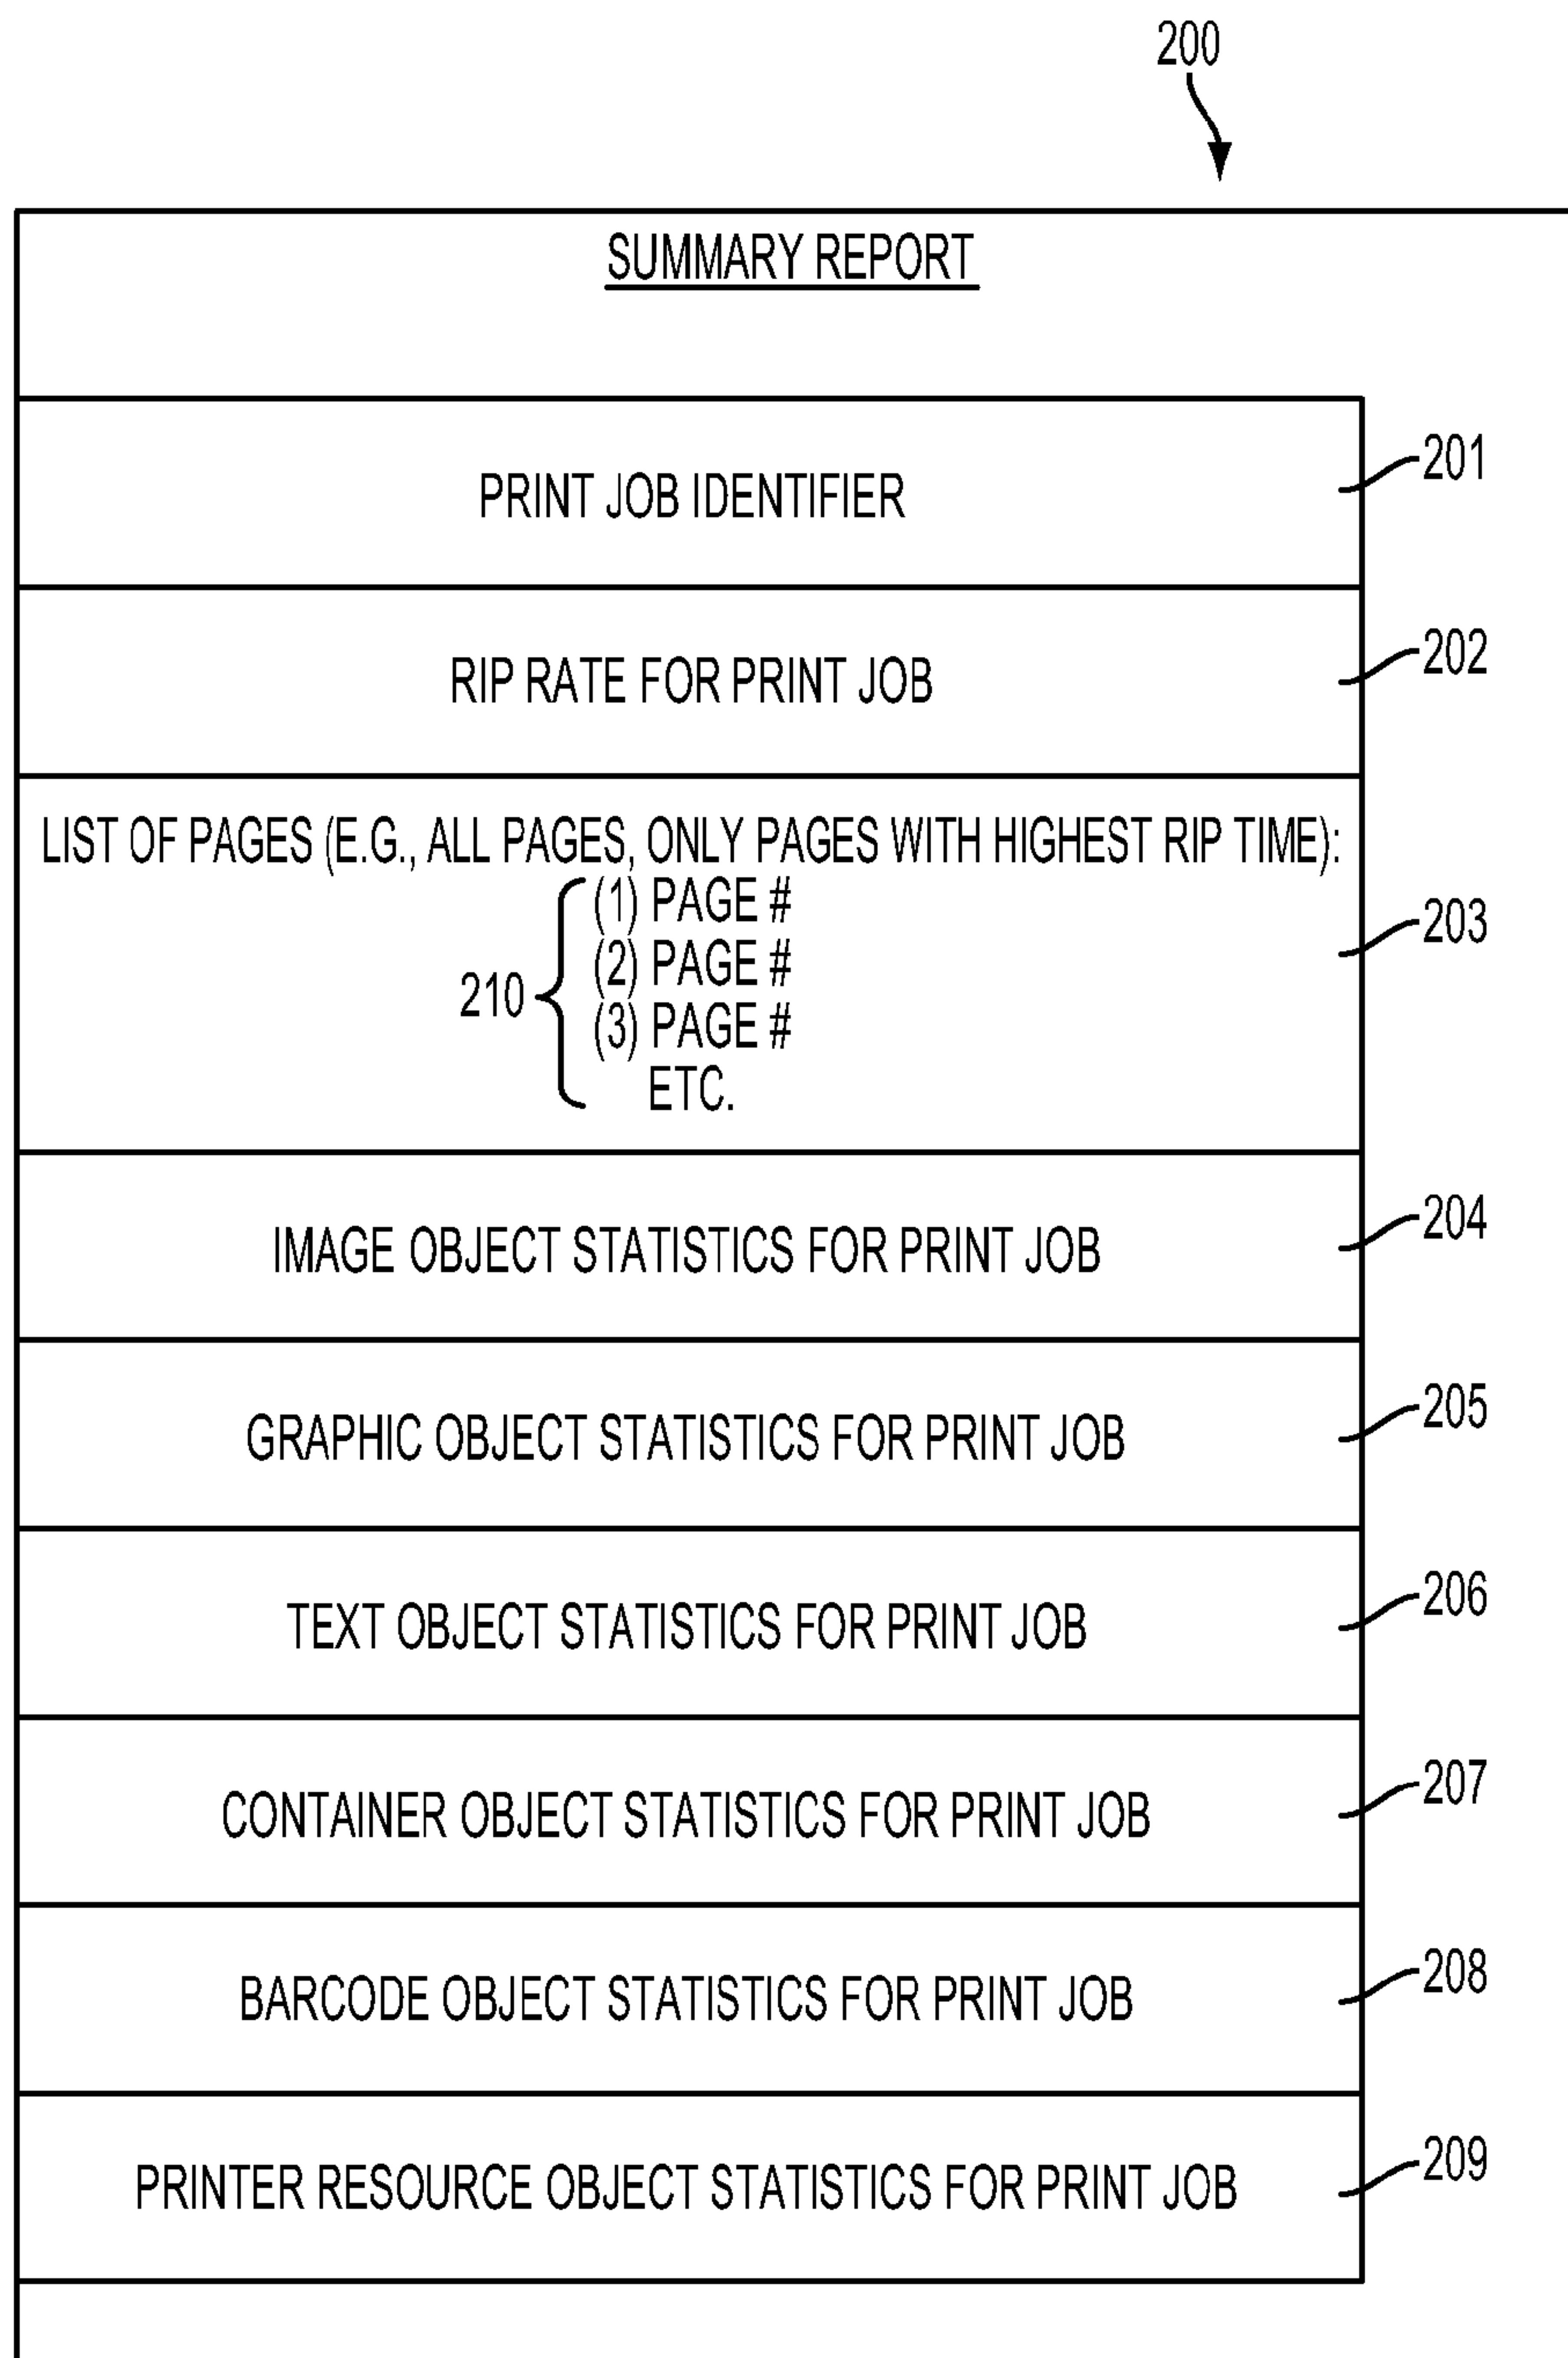 200
SUMMARY REPORT
PRINT JOB IDENTIFIER
201
RIP RATE FOR PRINT JOB
202
LIST OF PAGES (E.G., ALL PAGES, ONLY PAGES WITH HIGHEST RIP TIME):
(1) PAGE #
(2) PAGE #
(3) PAGE #
ETC.
210
203
IMAGE OBJECT STATISTICS FOR PRINT JOB
204
GRAPHIC OBJECT STATISTICS FOR PRINT JOB
205
TEXT OBJECT STATISTICS FOR PRINT JOB
206
CONTAINER OBJECT STATISTICS FOR PRINT JOB
207
BARCODE OBJECT STATISTICS FOR PRINT JOB
208
PRINTER RESOURCE OBJECT STATISTICS FOR PRINT JOB
209